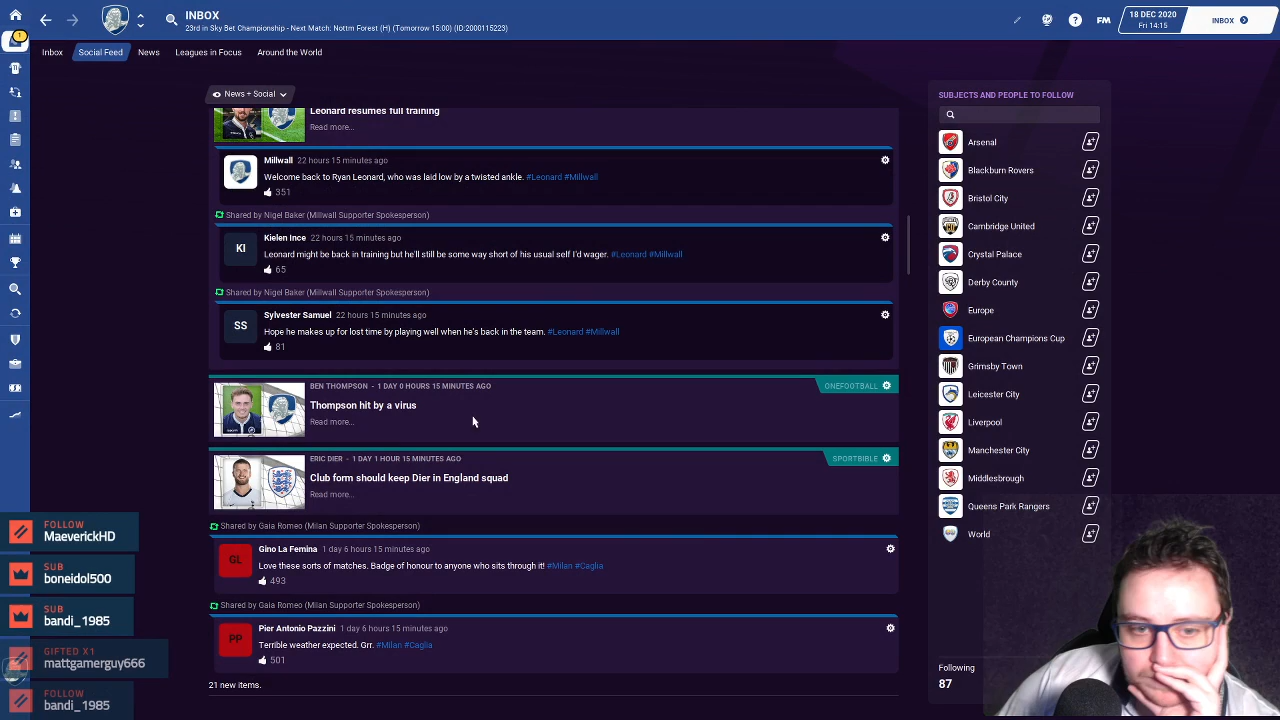 INBOX
23rd in Sky Bet Championship - Next Match: Nottm Forest (H) (Tomorrow 15:00) (ID:2000115223)
FM
18 DEC 2020
Fri 14:15
INBOX
1
Inbox
Social Feed
News
Leagues in Focus
Around the World
News + Social
Leonard resumes full training
Read more...
Millwall 22 hours 15 minutes ago
Welcome back to Ryan Leonard, who was laid low by a twisted ankle. #Leonard #Millwall
351
Shared by Nigel Baker (Millwall Supporter Spokesperson)
KI
Kielen Ince 22 hours 15 minutes ago
Leonard might be back in training but he'll still be some way short of his usual self I'd wager. #Leonard #Millwall
65
Shared by Nigel Baker (Millwall Supporter Spokesperson)
SS
Sylvester Samuel 22 hours 15 minutes ago
Hope he makes up for lost time by playing well when he's back in the team. #Leonard #Millwall
81
BEN THOMPSON - 1 DAY 0 HOURS 15 MINUTES AGO
ONEFOOTBALL
Thompson hit by a virus
Read more...
ERIC DIER - 1 DAY 1 HOUR 15 MINUTES AGO
SPORTBIBLE
Club form should keep Dier in England squad
Read more...
Shared by Gaia Romeo (Milan Supporter Spokesperson)
GL
Gino La Femina 1 day 6 hours 15 minutes ago
Love these sorts of matches. Badge of honour to anyone who sits through it! #Milan #Caglia
493
Shared by Gaia Romeo (Milan Supporter Spokesperson)
PP
Pier Antonio Pazzini 1 day 6 hours 15 minutes ago
Terrible weather expected. Grr. #Milan #Caglia
501
21 new items.
SUBJECTS AND PEOPLE TO FOLLOW
Arsenal
Blackburn Rovers
Bristol City
Cambridge United
Crystal Palace
Derby County
Europe
European Champions Cup
Grimsby Town
Leicester City
Liverpool
Manchester City
Middlesbrough
Queens Park Rangers
World
Following
87
FOLLOW
MaeverickHD
SUB
boneidol500
SUB
bandi_1985
GIFTED X1
mattgamerguy666
FOLLOW
bandi_1985